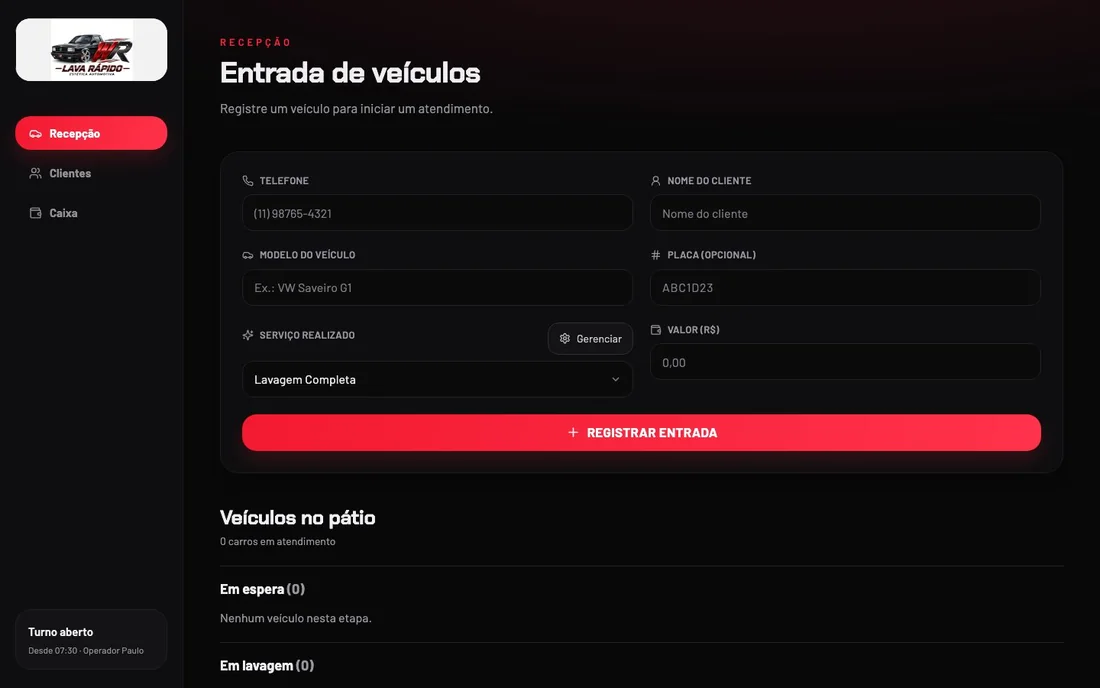 WR
LAVA RÁPIDO
ESTÉTICA AUTOMOTIVA
Recepção
Clientes
Caixa
Turno aberto
Desde 07:30 · Operador Paulo
RECEPÇÃO
Entrada de veículos
Registre um veículo para iniciar um atendimento.
TELEFONE
(11) 98765-4321
NOME DO CLIENTE
Nome do cliente
MODELO DO VEÍCULO
Ex.: VW Saveiro G1
PLACA (OPCIONAL)
ABC1D23
SERVIÇO REALIZADO
Gerenciar
Lavagem Completa
VALOR (R$)
0,00
REGISTRAR ENTRADA
Veículos no pátio
0 carros em atendimento
Em espera (0)
Nenhum veículo nesta etapa.
Em lavagem (0)